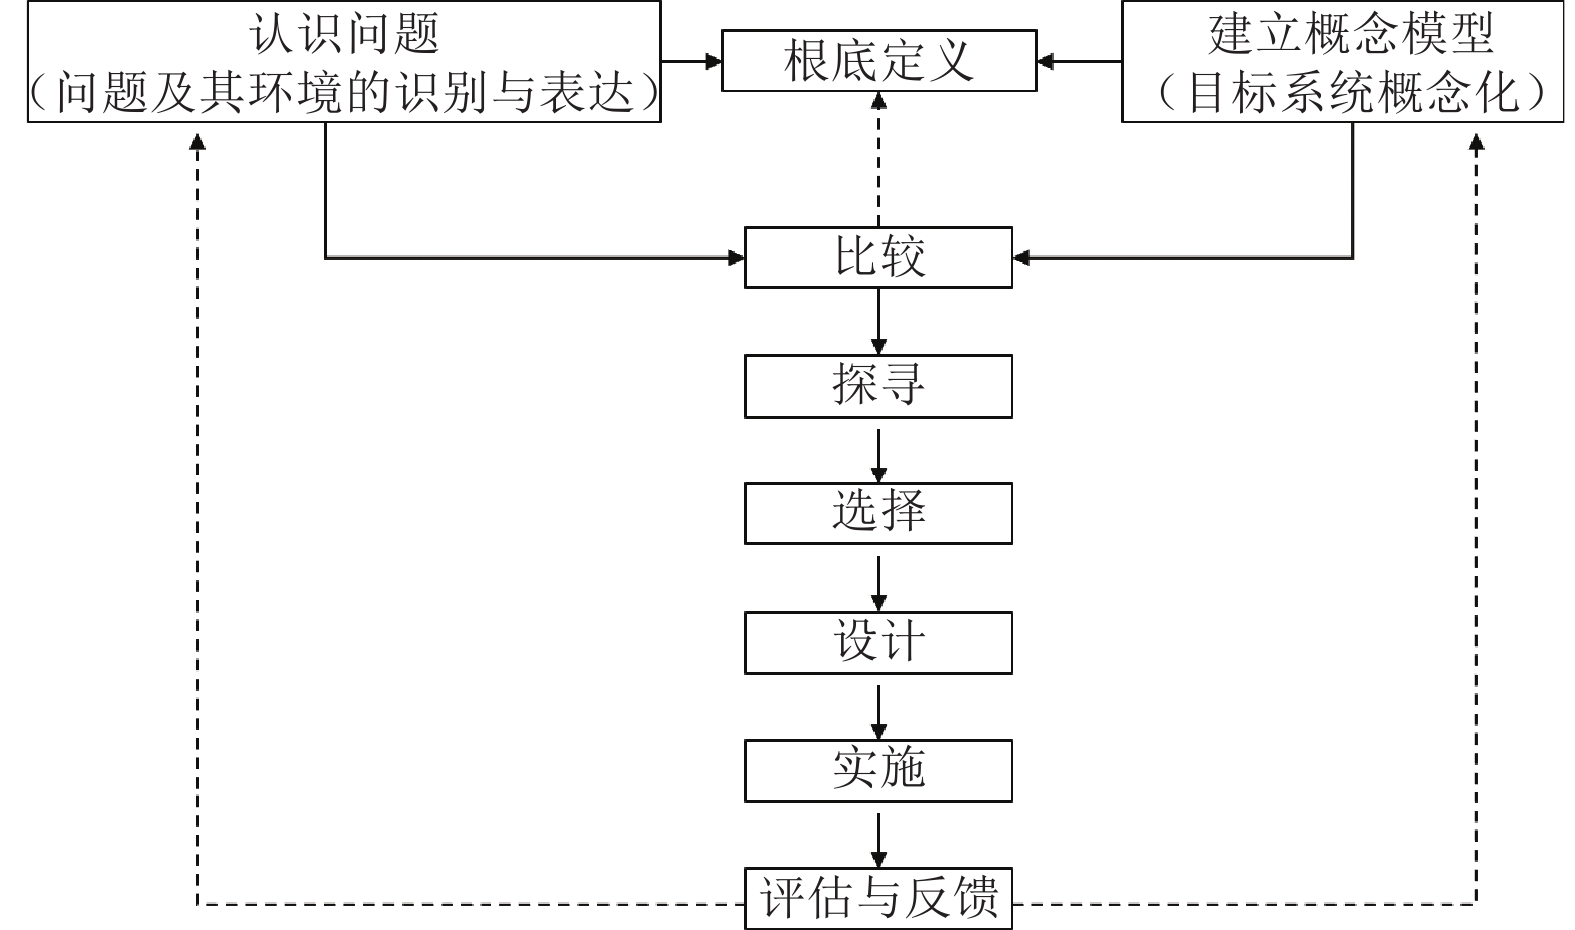 认识问题
（问题及其环境的识别与表达）
根底定义
建立概念模型
（目标系统概念化）
比较
探寻
选择
设计
实施
评估与反馈